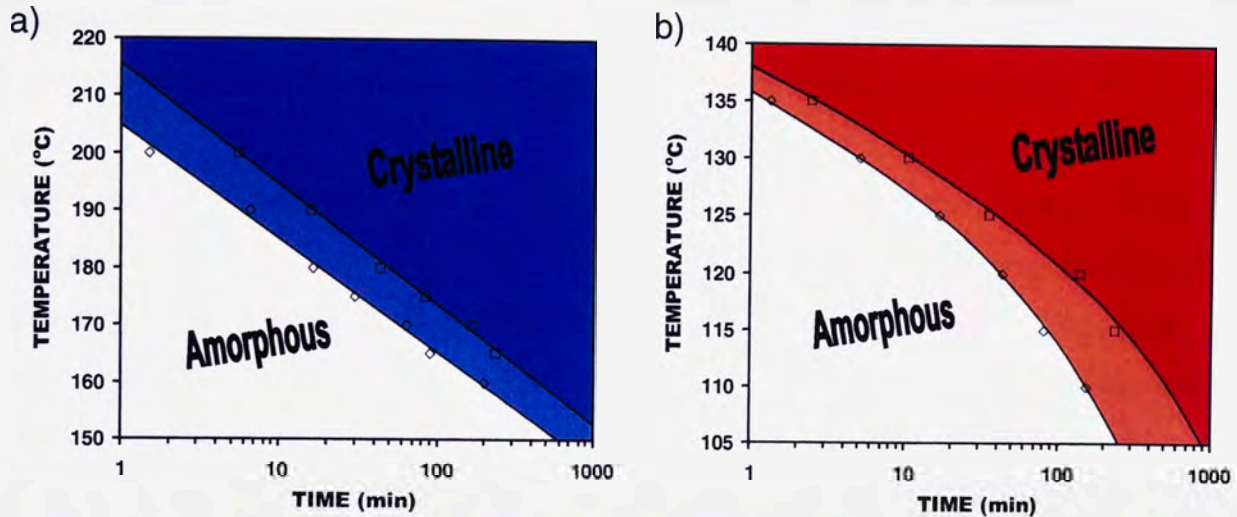 a)
220
210
200
190
180
170
160
150
TEMPERATURE (°C)
Crystalline
Amorphous
1
10
100
1000
TIME (min)
b)
140
135
130
125
120
115
110
105
TEMPERATURE (°C)
Crystalline
Amorphous
1
10
100
1000
TIME (min)